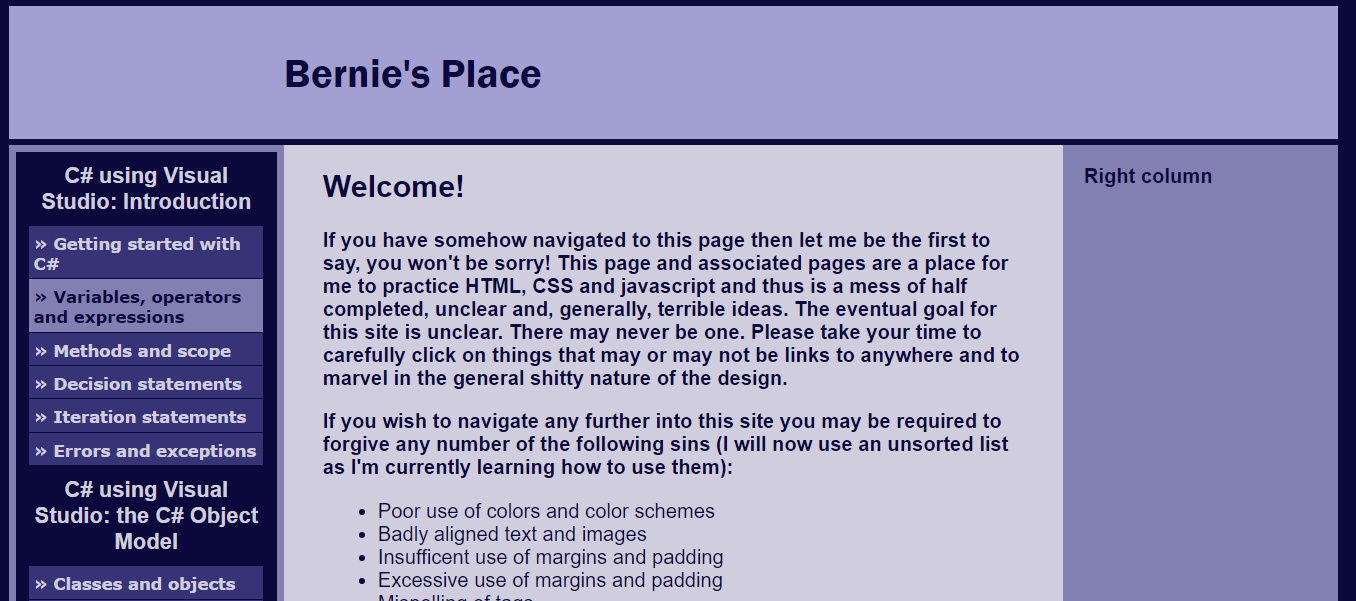 Bernie's Place
C# using Visual
Studio: Introduction
» Getting started with
C#
» Variables, operators
and expressions
» Methods and scope
» Decision statements
» Iteration statements
» Errors and exceptions
C# using Visual
Studio: the C# Object
Model
» Classes and objects
Welcome!
If you have somehow navigated to this page then let me be the first to
say, you won't be sorry! This page and associated pages are a place for
me to practice HTML, CSS and javascript and thus is a mess of half
completed, unclear and, generally, terrible ideas. The eventual goal for
this site is unclear. There may never be one. Please take your time to
carefully click on things that may or may not be links to anywhere and to
marvel in the general shitty nature of the design.
If you wish to navigate any further into this site you may be required to
forgive any number of the following sins (I will now use an unsorted list
as I'm currently learning how to use them):
• Poor use of colors and color schemes
• Badly aligned text and images
• Insufficent use of margins and padding
• Excessive use of margins and padding
• Mispelling of tags
Right column